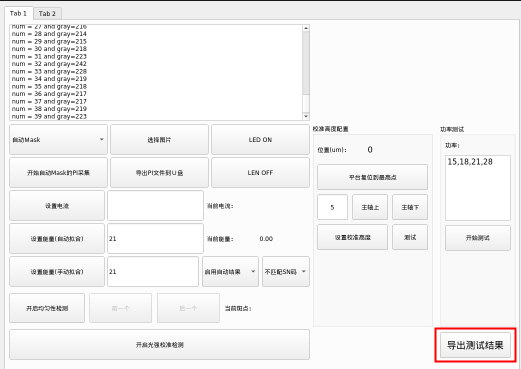 Tab 1
Tab 2
num = 27 and gray=216
num = 28 and gray=214
num = 29 and gray=215
num = 30 and gray=218
num = 31 and gray=223
num = 32 and gray=242
num = 33 and gray=228
num = 34 and gray=219
num = 35 and gray=218
num = 36 and gray=217
num = 37 and gray=217
num = 38 and gray=219
num = 39 and gray=223
自动Mask
选择图片
LED ON
开始自动Mask的PI采集
导出PI文件到U盘
LEN OFF
设置电流
当前电流:
设置能量(自动拟合)
21
当前能量:
0.00
设置能量(手动拟合)
21
启用自动结果
不匹配SN码
开启均匀性检测
前一个
后一个
当前斑点:
开启光强校准检测
校准高度配置
位置(um):
0
平台复位到最高点
5
主轴上
主轴下
设置校准高度
测试
功率测试
功率:
15,18,21,28
开始测试
导出测试结果